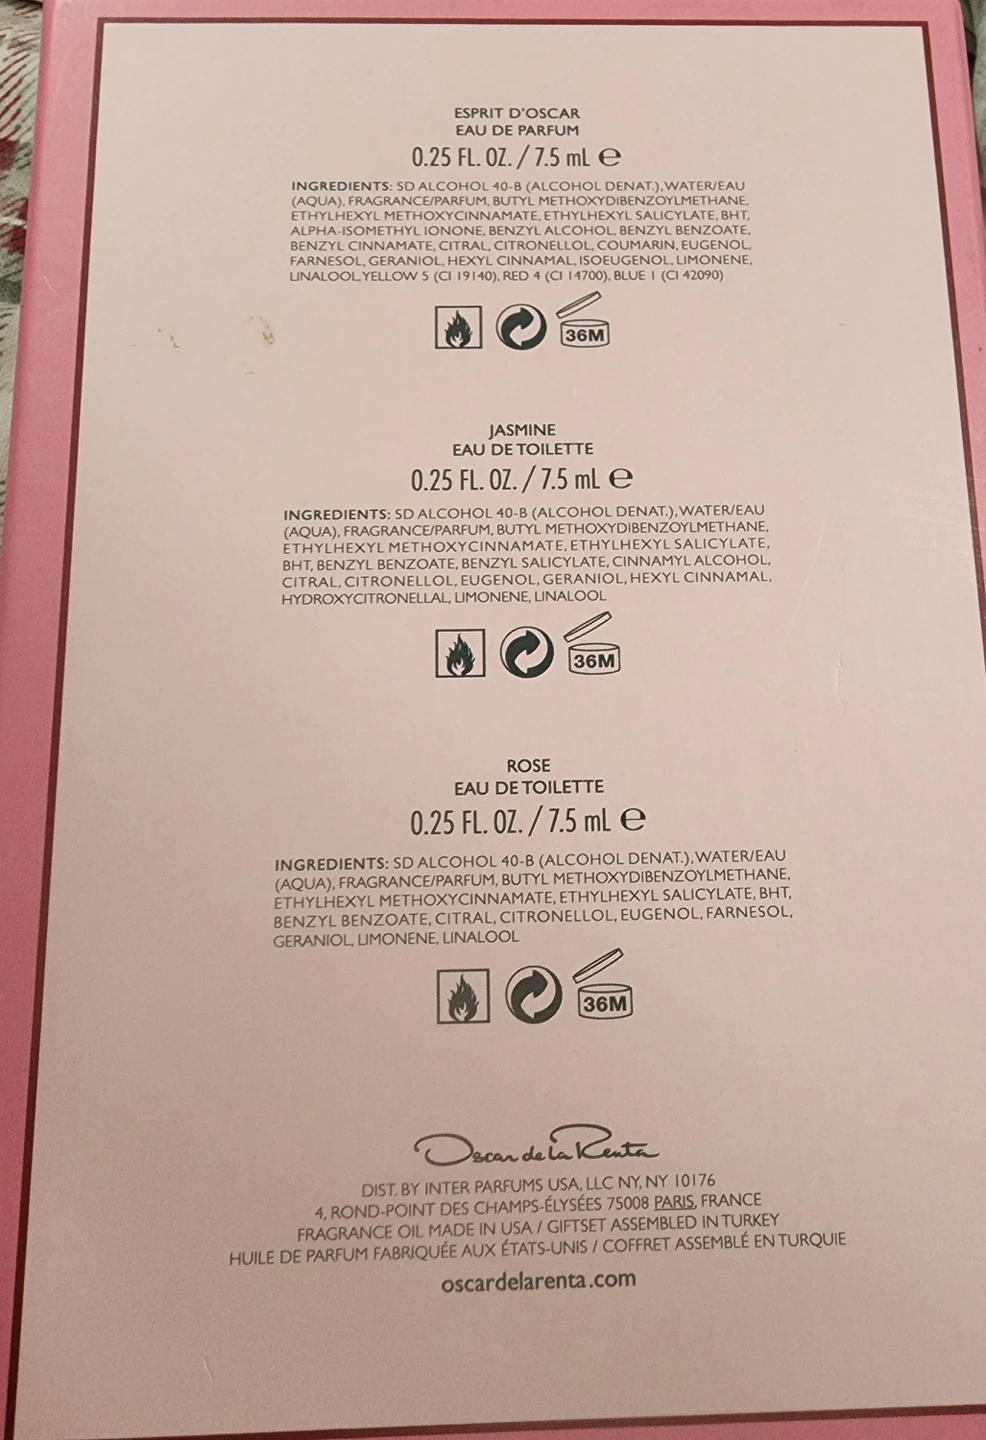 ESPRIT D'OSCAR
EAU DE PARFUM
0.25 FL. OZ. / 7.5 mL ℮
INGREDIENTS: SD ALCOHOL 40-B (ALCOHOL DENAT.), WATER/EAU
(AQUA), FRAGRANCE/PARFUM, BUTYL METHOXYDIBENZOYLMETHANE,
ETHYLHEXYL METHOXYCINNAMATE, ETHYLHEXYL SALICYLATE, BHT,
ALPHA-ISOMETHYL IONONE, BENZYL ALCOHOL, BENZYL BENZOATE,
BENZYL CINNAMATE, CITRAL, CITRONELLOL, COUMARIN, EUGENOL,
FARNESOL, GERANIOL, HEXYL CINNAMAL, ISOEUGENOL, LIMONENE,
LINALOOL, YELLOW 5 (CI 19140), RED 4 (CI 14700), BLUE 1 (CI 42090)
36M
JASMINE
EAU DE TOILETTE
0.25 FL. OZ. / 7.5 mL ℮
INGREDIENTS: SD ALCOHOL 40-B (ALCOHOL DENAT.), WATER/EAU
(AQUA), FRAGRANCE/PARFUM, BUTYL METHOXYDIBENZOYLMETHANE,
ETHYLHEXYL METHOXYCINNAMATE, ETHYLHEXYL SALICYLATE,
BHT, BENZYL BENZOATE, BENZYL SALICYLATE, CINNAMYL ALCOHOL,
CITRAL, CITRONELLOL, EUGENOL, GERANIOL, HEXYL CINNAMAL,
HYDROXYCITRONELLAL, LIMONENE, LINALOOL
36M
ROSE
EAU DE TOILETTE
0.25 FL. OZ. / 7.5 mL ℮
INGREDIENTS: SD ALCOHOL 40-B (ALCOHOL DENAT.), WATER/EAU
(AQUA), FRAGRANCE/PARFUM, BUTYL METHOXYDIBENZOYLMETHANE,
ETHYLHEXYL METHOXYCINNAMATE, ETHYLHEXYL SALICYLATE, BHT,
BENZYL BENZOATE, CITRAL, CITRONELLOL, EUGENOL, FARNESOL,
GERANIOL, LIMONENE, LINALOOL
36M
Oscar de la Renta
DIST. BY INTER PARFUMS USA, LLC NY, NY 10176
4, ROND-POINT DES CHAMPS-ÉLYSÉES 75008 PARIS, FRANCE
FRAGRANCE OIL MADE IN USA / GIFTSET ASSEMBLED IN TURKEY
HUILE DE PARFUM FABRIQUÉE AUX ÉTATS-UNIS / COFFRET ASSEMBLÉ EN TURQUIE
oscardelarenta.com